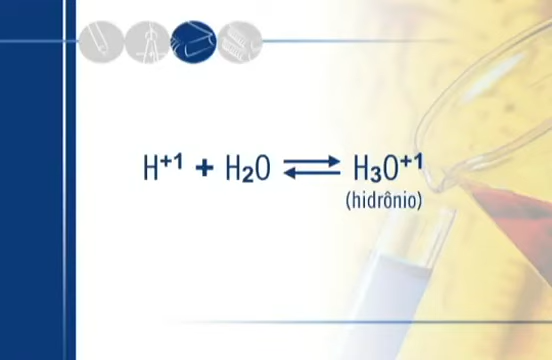 H⁺¹ + H₂O ⇌ H₃O⁺¹
(hidrônio)